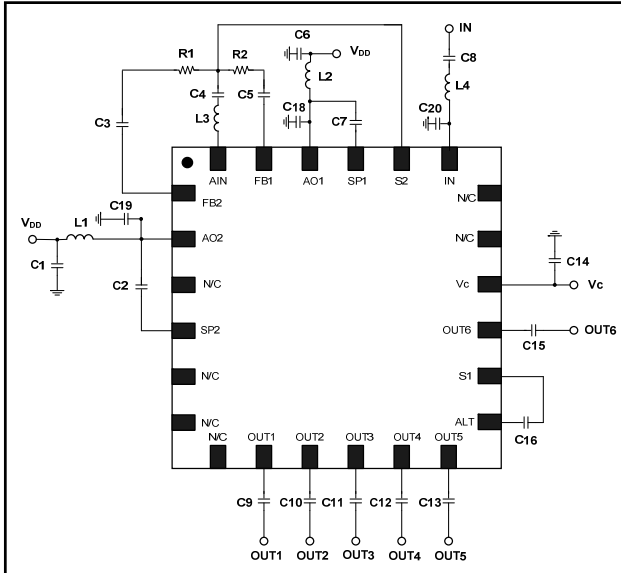 C6
VDD
IN
R1
R2
L2
C8
C4
C5
L4
C3
L3
C18
C7
C20
AIN
FB1
AO1
SP1
S2
IN
FB2
N/C
C19
VDD
L1
AO2
N/C
C1
C2
N/C
Vc
C14
Vc
SP2
OUT6
C15
OUT6
N/C
S1
N/C
ALT
C16
N/C
OUT1
OUT2
OUT3
OUT4
OUT5
C9
C10
C11
C12
C13
OUT1
OUT2
OUT3
OUT4
OUT5